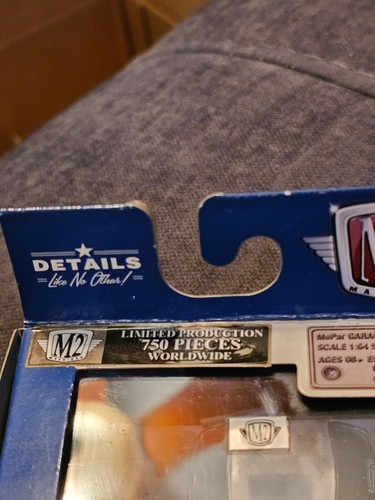 DETAILS
Like No Other!
M2
LIMITED PRODUCTION
750 PIECES
WORLDWIDE
MoPar GARA
SCALE 1:64 S
AGES 08+ E
M2